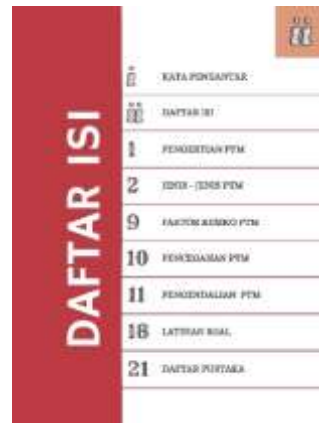 ii
DAFTAR ISI
i KATA PENGANTAR
ii DAFTAR ISI
1 PENGERTIAN PTM
2 JENIS - JENIS PTM
9 FAKTOR RESIKO PTM
10 PENCEGAHAN PTM
11 PENGENDALIAN PTM
18 LATIHAN SOAL
21 DAFTAR PUSTAKA